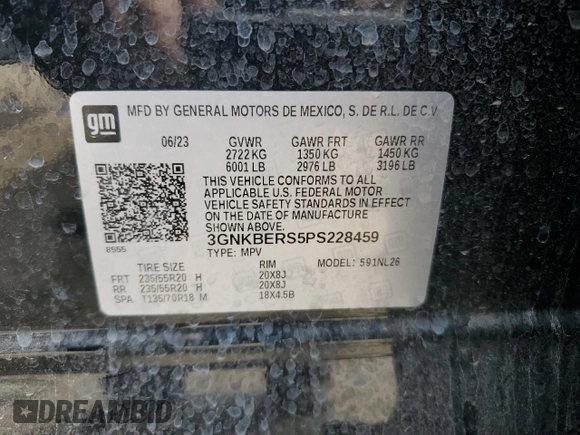 gm
MFD BY GENERAL MOTORS DE MEXICO, S. DE R.L. DE C.V
06/23 GVWR GAWR FRT GAWR RR
2722 KG 1350 KG 1450 KG
6001 LB 2976 LB 3196 LB
THIS VEHICLE CONFORMS TO ALL
APPLICABLE U.S. FEDERAL MOTOR
VEHICLE SAFETY STANDARDS IN EFFECT
ON THE DATE OF MANUFACTURE
SHOWN ABOVE.
8555 3GNKBERS5PS228459
TYPE: MPV MODEL: 591NL26
TIRE SIZE RIM
FRT 235/55R20 H 20X8J
RR 235/55R20 H 20X8J
SPA T135/70R18 M 18X4.5B
DREAMBID